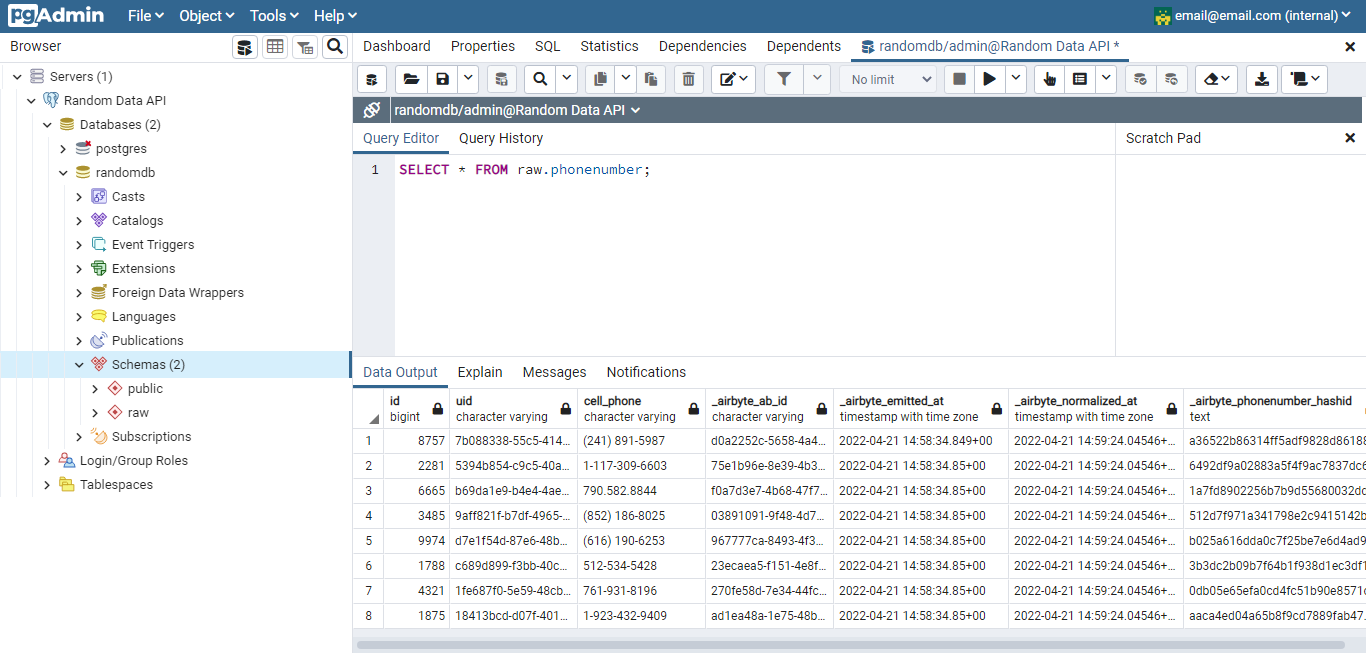 pgAdmin File Object Tools Help email@email.com (internal)
Browser
Servers (1)
Random Data API
Databases (2)
postgres
randomdb
Casts
Catalogs
Event Triggers
Extensions
Foreign Data Wrappers
Languages
Publications
Schemas (2)
public
raw
Subscriptions
Login/Group Roles
Tablespaces
Dashboard Properties SQL Statistics Dependencies Dependents randomdb/admin@Random Data API *
No limit
randomdb/admin@Random Data API
Query Editor Query History
Scratch Pad
1 SELECT * FROM raw.phonenumber;
Data Output Explain Messages Notifications
id uid cell_phone _airbyte_ab_id _airbyte_emitted_at _airbyte_normalized_at _airbyte_phonenumber_hashid
bigint character varying character varying character varying timestamp with time zone timestamp with time zone text
1 8757 7b088338-55c5-414... (241) 891-5987 d0a2252c-5658-4a4... 2022-04-21 14:58:34.849+00 2022-04-21 14:59:24.04546+... a36522b86314ff5adf9828d86188
2 2281 5394b854-c9c5-40a... 1-117-309-6603 75e1b96e-8e39-4b3... 2022-04-21 14:58:34.85+00 2022-04-21 14:59:24.04546+... 6492df9a02883a5f4f9ac7837dc6
3 6665 b69da1e9-b4e4-4ae... 790.582.8844 f0a7d3e7-4b68-47f7... 2022-04-21 14:58:34.85+00 2022-04-21 14:59:24.04546+... 1a7fd8902256b7b9d55680032dc
4 3485 9aff821f-b7df-4965-... (852) 186-8025 03891091-9f48-4d7... 2022-04-21 14:58:34.85+00 2022-04-21 14:59:24.04546+... 512d7f971a341798e2c9415142b
5 9974 d7e1f54d-87e6-48b... (616) 190-6253 967777ca-8493-4f3... 2022-04-21 14:58:34.85+00 2022-04-21 14:59:24.04546+... b025a616dda0c7f25be7e6d4ad9
6 1788 c689d899-f3bb-40c... 512-534-5428 23ecaea5-f151-4e8f... 2022-04-21 14:58:34.85+00 2022-04-21 14:59:24.04546+... 3b3dc2b09b7f64b1f938d1ec3df1
7 4321 1fe687f0-5e59-48cb... 761-931-8196 270fe58d-7e34-44fc... 2022-04-21 14:58:34.85+00 2022-04-21 14:59:24.04546+... 0db05e65efa0cd4fc51b90e8571c
8 1875 18413bcd-d07f-401... 1-923-432-9409 ad1ea48a-1e75-48b... 2022-04-21 14:58:34.85+00 2022-04-21 14:59:24.04546+... aaca4ed04a65b8f9cd7889fab47.